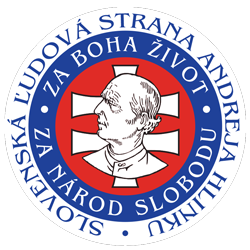 SLOVENSKÁ ĽUDOVÁ STRANA ANDREJA HLINKU •
ZA BOHA ŽIVOT •
ZA NÁROD SLOBODU •